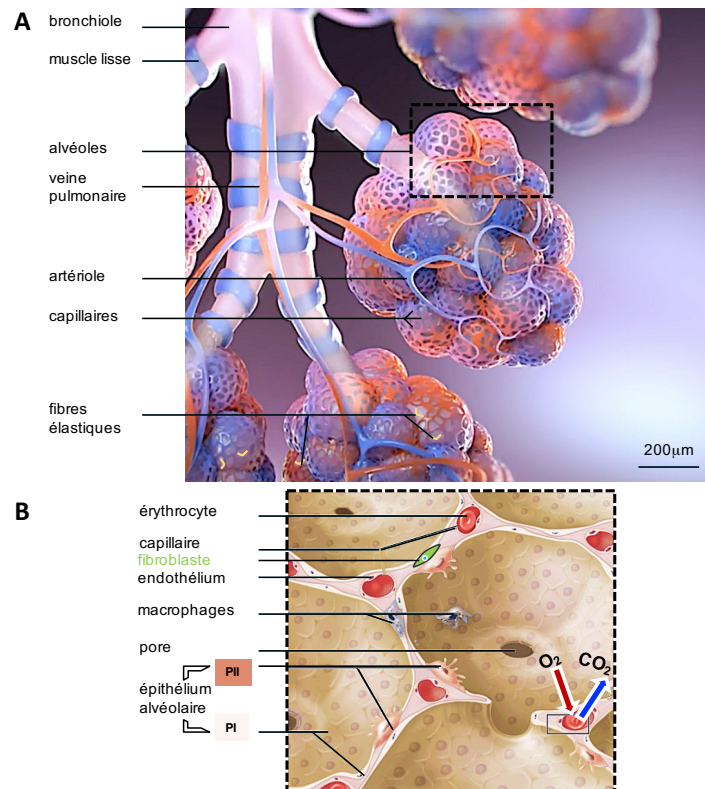 A
bronchiole
muscle lisse
alvéoles
veine
pulmonaire
artériole
capillaires
fibres
élastiques
200μm
B
érythrocyte
capillaire
fibroblaste
endothélium
macrophages
pore
PII
épithélium
alvéolaire
PI
O₂
CO₂